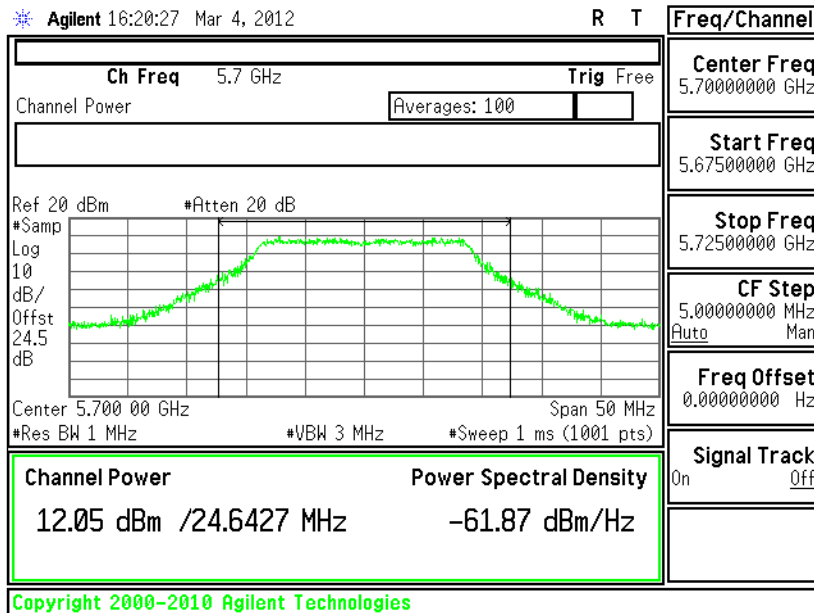 Agilent 16:20:27 Mar 4, 2012 R T
Freq/Channel
Ch Freq 5.7 GHz Trig Free
Channel Power Averages: 100
Center Freq
5.70000000 GHz
Start Freq
5.67500000 GHz
Stop Freq
5.72500000 GHz
CF Step
5.00000000 MHz
Auto Man
Freq Offset
0.00000000 Hz
Signal Track
On Off
Ref 20 dBm #Atten 20 dB
#Samp
Log
10
dB/
Offst
24.5
dB
Center 5.700 00 GHz Span 50 MHz
#Res BW 1 MHz #VBW 3 MHz #Sweep 1 ms (1001 pts)
Channel Power Power Spectral Density
12.05 dBm /24.6427 MHz -61.87 dBm/Hz
Copyright 2000-2010 Agilent Technologies